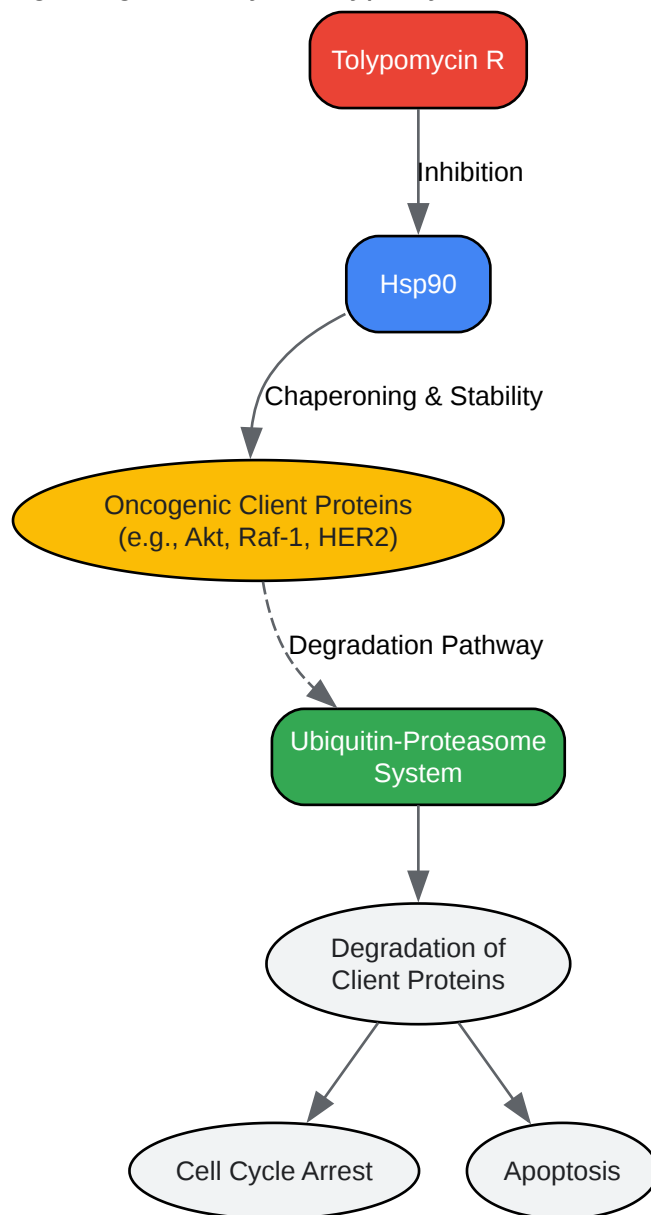 Tolypomycin R
Inhibition
Hsp90
Chaperoning & Stability
Oncogenic Client Proteins
(e.g., Akt, Raf-1, HER2)
Degradation Pathway
Ubiquitin-Proteasome
System
Degradation of
Client Proteins
Cell Cycle Arrest
Apoptosis